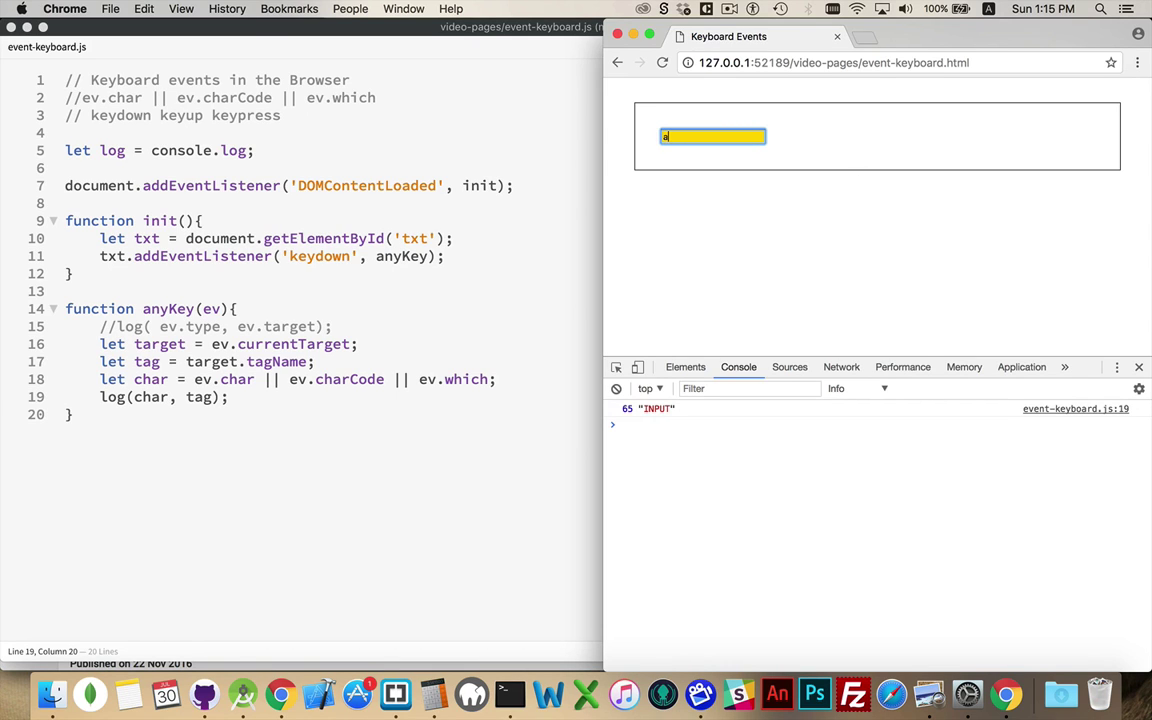 Chrome File Edit View History Bookmarks People Window Help 100% A Sun 1:15 PM
video-pages/event-keyboard.js
event-keyboard.js
1 // Keyboard events in the Browser
2 //ev.char || ev.charCode || ev.which
3 // keydown keyup keypress
4
5 let log = console.log;
6
7 document.addEventListener('DOMContentLoaded', init);
8
9 function init(){
10 let txt = document.getElementById('txt');
11 txt.addEventListener('keydown', anyKey);
12 }
13
14 function anyKey(ev){
15 //log( ev.type, ev.target);
16 let target = ev.currentTarget;
17 let tag = target.tagName;
18 let char = ev.char || ev.charCode || ev.which;
19 log(char, tag);
20 }
Line 19, Column 20 — 20 Lines
Published on 22 Nov 2016
Keyboard Events
127.0.0.1:52189/video-pages/event-keyboard.html
a
Elements Console Sources Network Performance Memory Application »
top Filter Info
65 "INPUT" event-keyboard.js:19
JUL
30
1
An Ps Fz